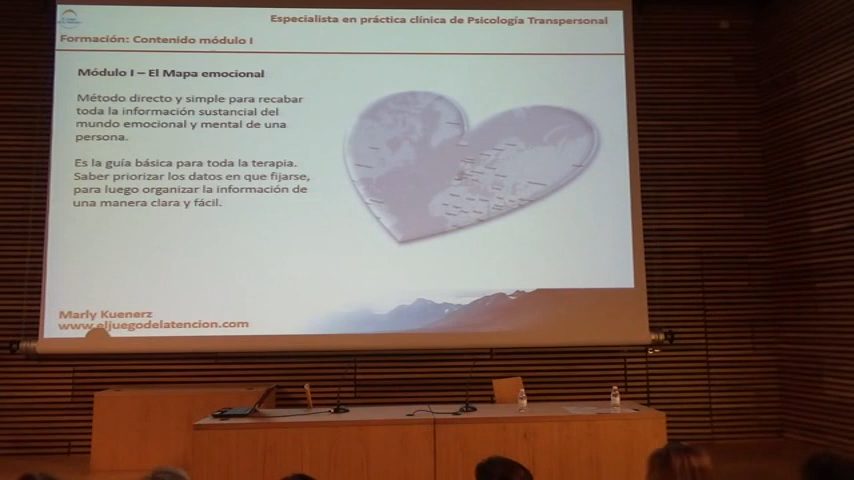 Especialista en práctica clínica de Psicología Transpersonal
Formación: Contenido módulo I
Módulo I – El Mapa emocional
Método directo y simple para recabar
toda la información sustancial del
mundo emocional y mental de una
persona.
Es la guía básica para toda la terapia.
Saber priorizar los datos en que fijarse,
para luego organizar la información de
una manera clara y fácil.
Marly Kuenerz
www.eljuegodelatencion.com